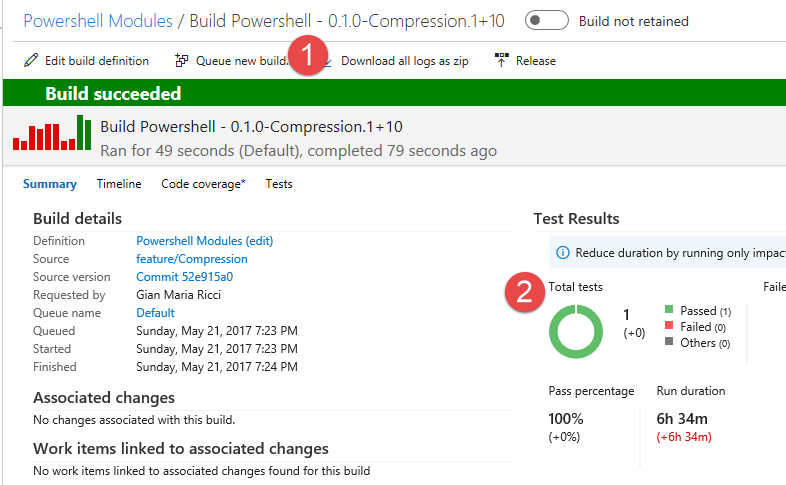 Powershell Modules / Build Powershell - 0.1.0-Compression.1+10 Build not retained
Edit build definition Queue new build. 1 Download all logs as zip Release
Build succeeded
Build Powershell - 0.1.0-Compression.1+10
Ran for 49 seconds (Default), completed 79 seconds ago
Summary Timeline Code coverage* Tests
Build details
Definition Powershell Modules (edit)
Source feature/Compression
Source version Commit 52e915a0
Requested by Gian Maria Ricci
Queue name Default
Queued Sunday, May 21, 2017 7:23 PM
Started Sunday, May 21, 2017 7:23 PM
Finished Sunday, May 21, 2017 7:24 PM
Associated changes
No changes associated with this build.
Work items linked to associated changes
No work items linked to associated changes found for this build
Test Results
Reduce duration by running only impac
2 Total tests Faile
1
(+0)
Passed (1)
Failed (0)
Others (0)
Pass percentage Run duration
100% 6h 34m
(+0%) (+6h 34m)